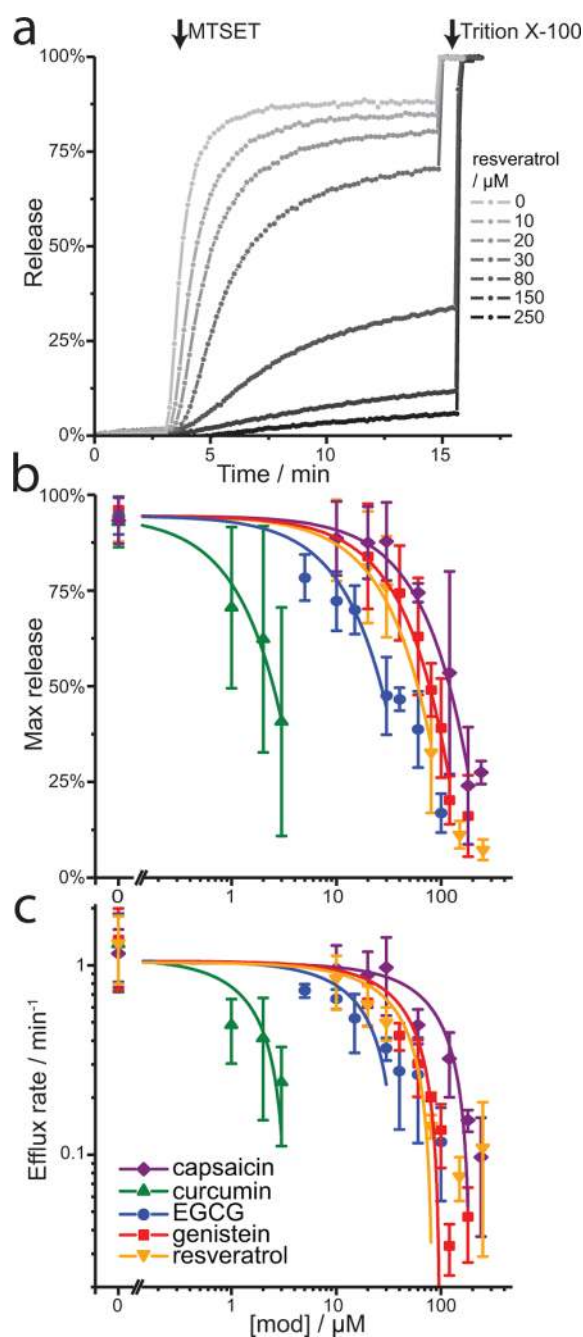 a
MTSET
Trition X-100
100%
75%
50%
25%
0%
Release
resveratrol
/ µM
0
10
20
30
80
150
250
0
5
10
15
Time / min
b
100%
75%
50%
25%
0%
Max release
0
1
10
100
c
1
0.1
Efflux rate / min⁻¹
capsaicin
curcumin
EGCG
genistein
resveratrol
0
1
10
100
[mod] / µM